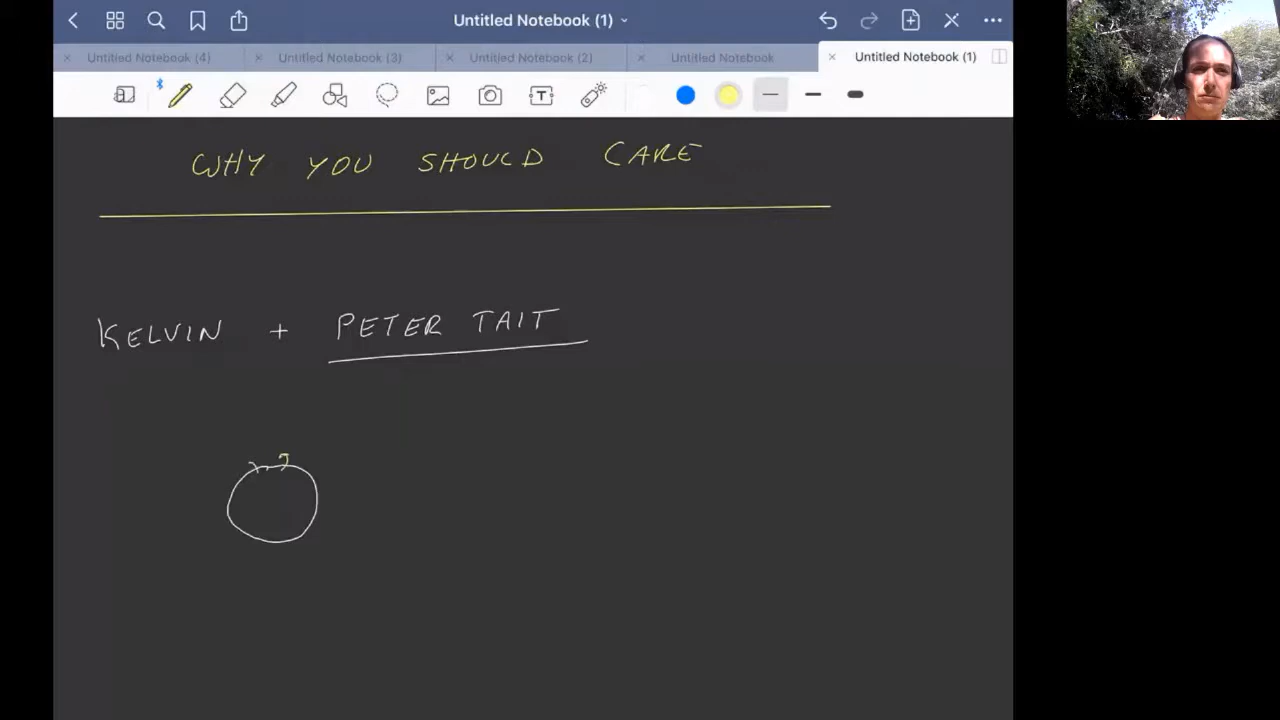 Untitled Notebook (1)
Untitled Notebook (4) Untitled Notebook (3) Untitled Notebook (2) Untitled Notebook Untitled Notebook (1)
WHY YOU SHOULD CARE
KELVIN + PETER TAIT